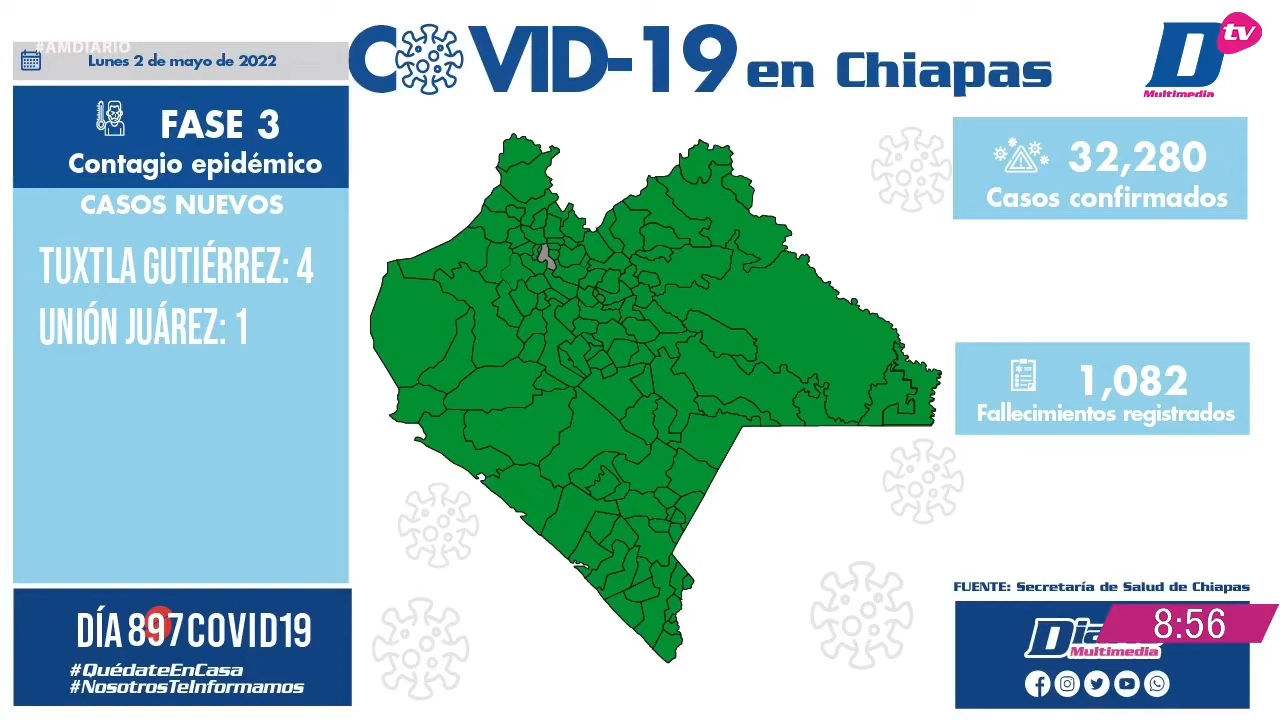 #AMDIARIO
Lunes 2 de mayo de 2022
COVID-19 en Chiapas
D tv
Multimedia
FASE 3
Contagio epidémico
CASOS NUEVOS
TUXTLA GUTIÉRREZ: 4
UNIÓN JUÁREZ: 1
32,280
Casos confirmados
1,082
Fallecimientos registrados
DÍA 897 COVID19
#QuédateEnCasa
#NosotrosTeInformamos
FUENTE: Secretaría de Salud de Chiapas
8:56
Multimedia